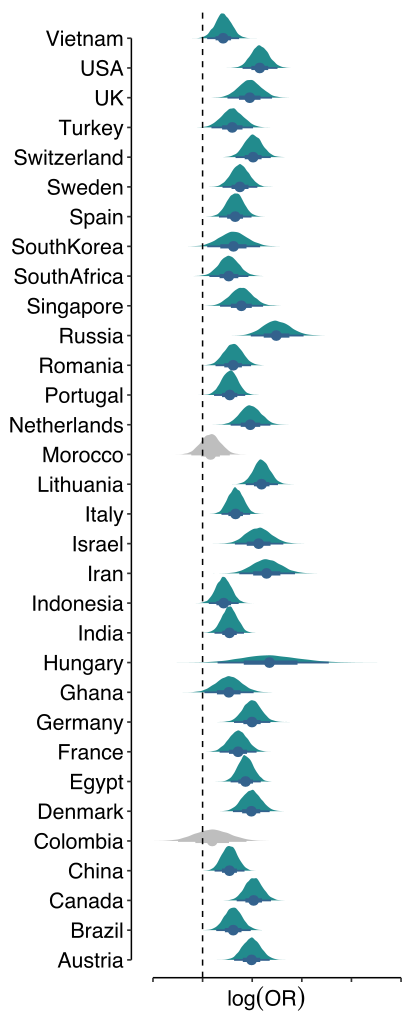 Vietnam
USA
UK
Turkey
Switzerland
Sweden
Spain
SouthKorea
SouthAfrica
Singapore
Russia
Romania
Portugal
Netherlands
Morocco
Lithuania
Italy
Israel
Iran
Indonesia
India
Hungary
Ghana
Germany
France
Egypt
Denmark
Colombia
China
Canada
Brazil
Austria
log(OR)